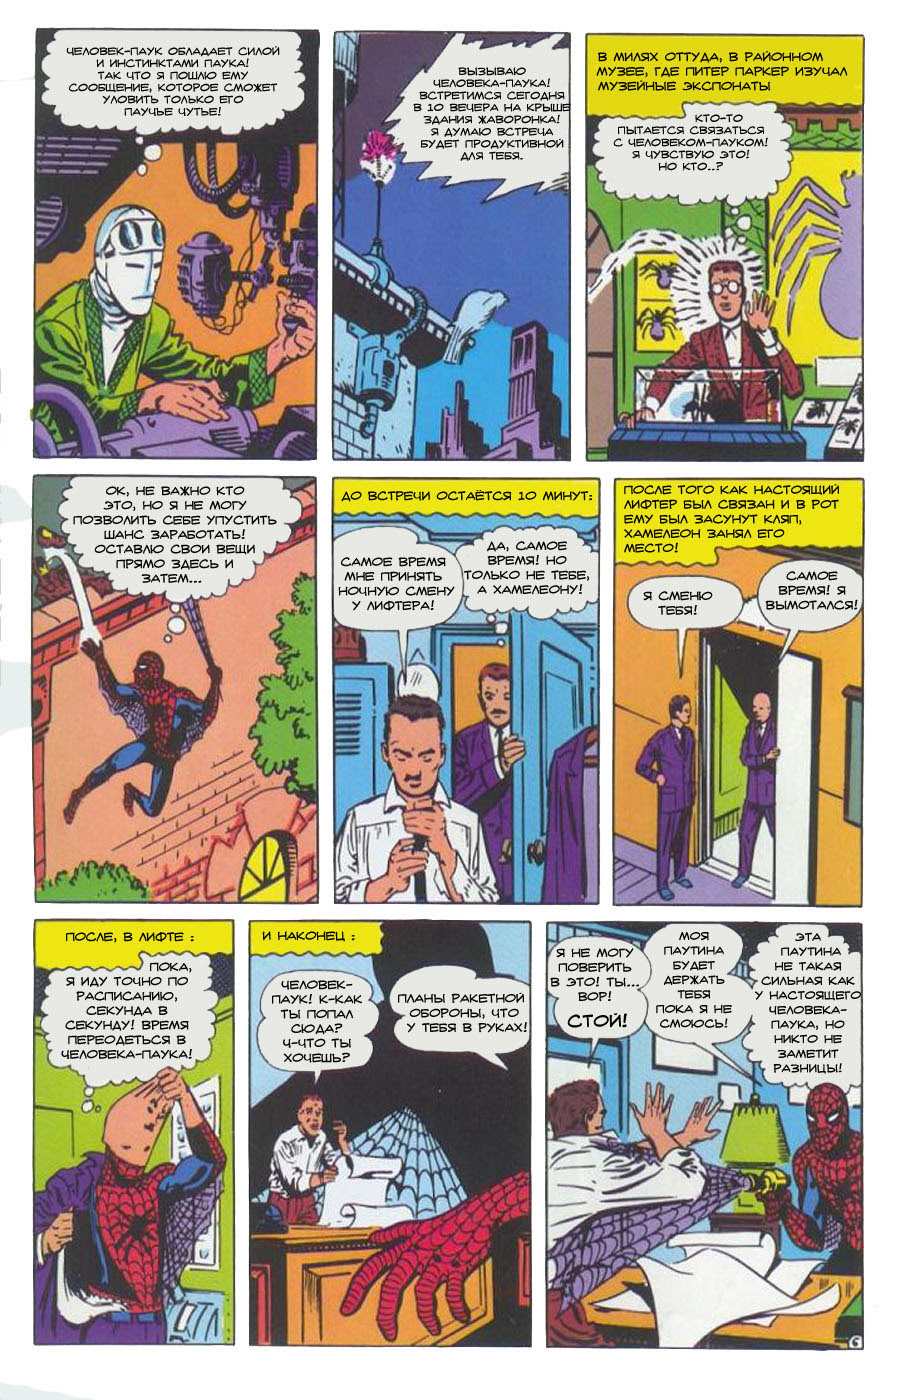 ЧЕЛОВЕК-ПАУК ОБЛАДАЕТ СИЛОЙ
И ИНСТИНКТАМИ ПАУКА!
ТАК ЧТО Я ПОШЛЮ ЕМУ
СООБЩЕНИЕ, КОТОРОЕ СМОЖЕТ
УЛОВИТЬ ТОЛЬКО ЕГО
ПАУЧЬЕ ЧУТЬЕ!
ВЫЗЫВАЮ
ЧЕЛОВЕКА-ПАУКА!
ВСТРЕТИМСЯ СЕГОДНЯ
В 10 ВЕЧЕРА НА КРЫШЕ
ЗДАНИЯ ЖАВОРОНКА!
Я ДУМАЮ ВСТРЕЧА
БУДЕТ ПРОДУКТИВНОЙ
ДЛЯ ТЕБЯ.
В МИЛЯХ ОТТУДА, В РАЙОННОМ
МУЗЕЕ, ГДЕ ПИТЕР ПАРКЕР ИЗУЧАЛ
МУЗЕЙНЫЕ ЭКСПОНАТЫ
КТО-ТО
ПЫТАЕТСЯ СВЯЗАТЬСЯ
С ЧЕЛОВЕКОМ-ПАУКОМ!
Я ЧУВСТВУЮ ЭТО!
НО КТО..?
ОК, НЕ ВАЖНО КТО
ЭТО, НО Я НЕ МОГУ
ПОЗВОЛИТЬ СЕБЕ УПУСТИТЬ
ШАНС ЗАРАБОТАТЬ!
ОСТАВЛЮ СВОИ ВЕЩИ
ПРЯМО ЗДЕСЬ И
ЗАТЕМ...
ДО ВСТРЕЧИ ОСТАЁТСЯ 10 МИНУТ:
САМОЕ ВРЕМЯ
МНЕ ПРИНЯТЬ
НОЧНУЮ СМЕНУ
У ЛИФТЕРА!
ДА, САМОЕ
ВРЕМЯ! НО
ТОЛЬКО НЕ ТЕБЕ,
А ХАМЕЛЕОНУ!
ПОСЛЕ ТОГО КАК НАСТОЯЩИЙ
ЛИФТЕР БЫЛ СВЯЗАН И В РОТ
ЕМУ БЫЛ ЗАСУНУТ КЛЯП,
ХАМЕЛЕОН ЗАНЯЛ ЕГО
МЕСТО!
Я СМЕНЮ
ТЕБЯ!
САМОЕ
ВРЕМЯ! Я
ВЫМОТАЛСЯ!
ПОСЛЕ, В ЛИФТЕ :
ПОКА,
Я ИДУ ТОЧНО ПО
РАСПИСАНИЮ,
СЕКУНДА В
СЕКУНДУ! ВРЕМЯ
ПЕРЕОДЕТЬСЯ В
ЧЕЛОВЕКА-ПАУКА!
И НАКОНЕЦ :
ЧЕЛОВЕК-
ПАУК! К-КАК
ТЫ ПОПАЛ
СЮДА?
Ч-ЧТО ТЫ
ХОЧЕШЬ?
ПЛАНЫ РАКЕТНОЙ
ОБОРОНЫ, ЧТО
У ТЕБЯ В РУКАХ!
Я НЕ МОГУ
ПОВЕРИТЬ
В ЭТО! ТЫ...
ВОР!
СТОЙ!
МОЯ
ПАУТИНА
БУДЕТ
ДЕРЖАТЬ
ТЕБЯ
ПОКА Я НЕ
СМОЮСЬ!
ЭТА
ПАУТИНА
НЕ ТАКАЯ
СИЛЬНАЯ КАК
У НАСТОЯЩЕГО
ЧЕЛОВЕКА-
ПАУКА, НО
НИКТО НЕ
ЗАМЕТИТ
РАЗНИЦЫ!
6